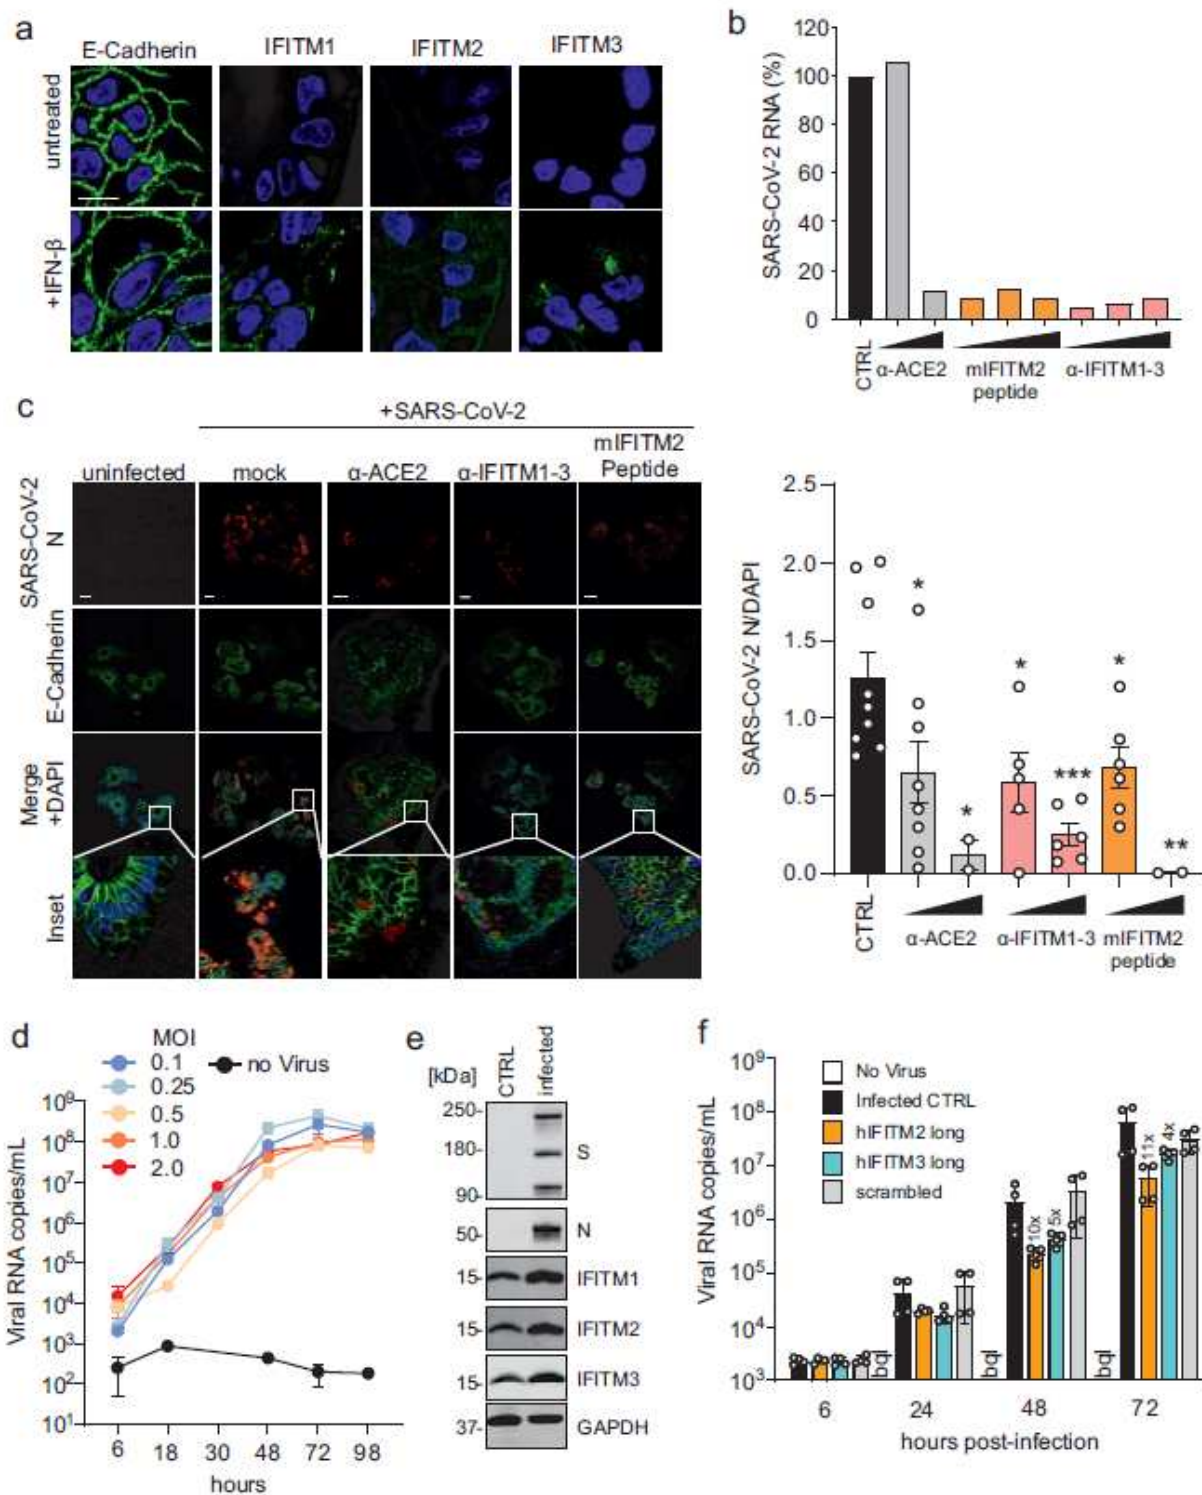 a
E-Cadherin IFITM1 IFITM2 IFITM3
untreated
+IFN-β
b
SARS-CoV-2 RNA (%)
120
100
80
60
40
20
0
CTRL α-ACE2 mIFITM2 α-IFITM1-3
peptide
c
+SARS-CoV-2
uninfected mock α-ACE2 α-IFITM1-3 mIFITM2
Peptide
SARS-CoV-2
N
E-Cadherin
Merge
+DAPI
Inset
SARS-CoV-2 N/DAPI
2.5
2.0
1.5
1.0
0.5
0.0
* * * *** * **
CTRL α-ACE2 α-IFITM1-3 mIFITM2
peptide
d
MOI
0.1 no Virus
0.25
0.5
1.0
2.0
Viral RNA copies/mL
10⁹
10⁸
10⁷
10⁶
10⁵
10⁴
10³
10²
10¹
6 18 30 48 72 98
hours
e
[kDa] CTRL infected
250-
180- S
90-
50- N
15- IFITM1
15- IFITM2
15- IFITM3
37- GAPDH
f
No Virus
Infected CTRL
hIFITM2 long
hIFITM3 long
scrambled
Viral RNA copies/mL
10⁹
10⁸
10⁷
10⁶
10⁵
10⁴
10³
bql bql bql
10x 5x 11x 4x
6 24 48 72
hours post-infection